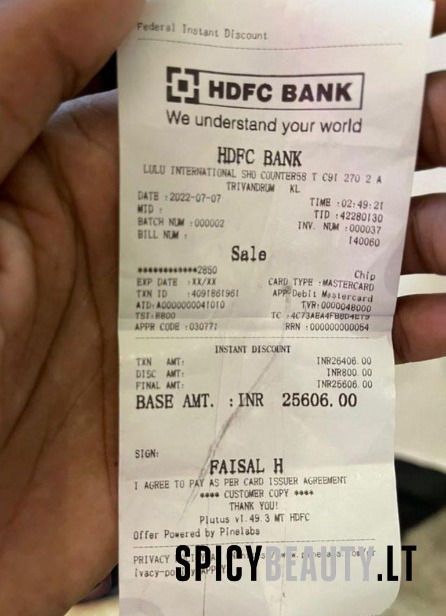 Federal Instant Discount
HDFC BANK
We understand your world
HDFC BANK
LULU INTERNATIONAL SHO COUNTER58 T C91 270 2 A
TRIVANDRUM KL
DATE :2022-07-07 TIME :02:49:21
MID : TID :42280130
BATCH NUM :000002 INV. NUM :000037
BILL NUM : 140060
Sale
************2850 Chip
EXP DATE :XX/XX CARD TYPE :MASTERCARD
TXN ID :4091861961 APP:Debit Mastercard
AID:A0000000041010 TVR:0000048000
TSI:E800
APPR CODE :030771 RRN :000000000064
INSTANT DISCOUNT
TXN AMT: INR26406.00
DISC AMT: INR800.00
FINAL AMT: INR25606.00
BASE AMT. :INR 25606.00
SIGN:
FAISAL H
I AGREE TO PAY AS PER CARD ISSUER AGREEMENT
**** CUSTOMER COPY ****
THANK YOU!
Plutus v1.49.3 MT HDFC
Offer Powered by Pinelabs
PRIVACY
SPICYBEAUTY.LT